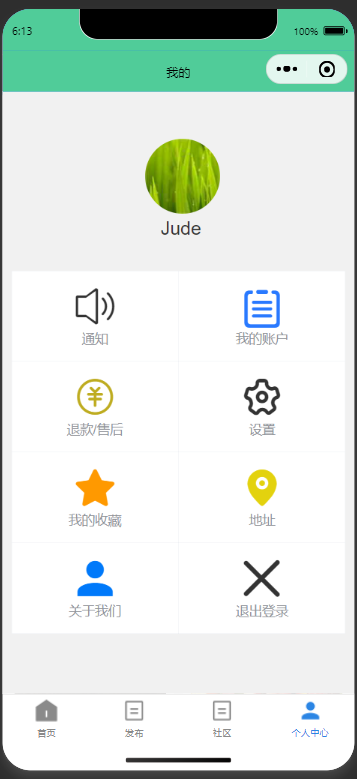 6:13
100%
我的
Jude
通知
我的账户
退款/售后
设置
我的收藏
地址
关于我们
退出登录
首页
发布
社区
个人中心